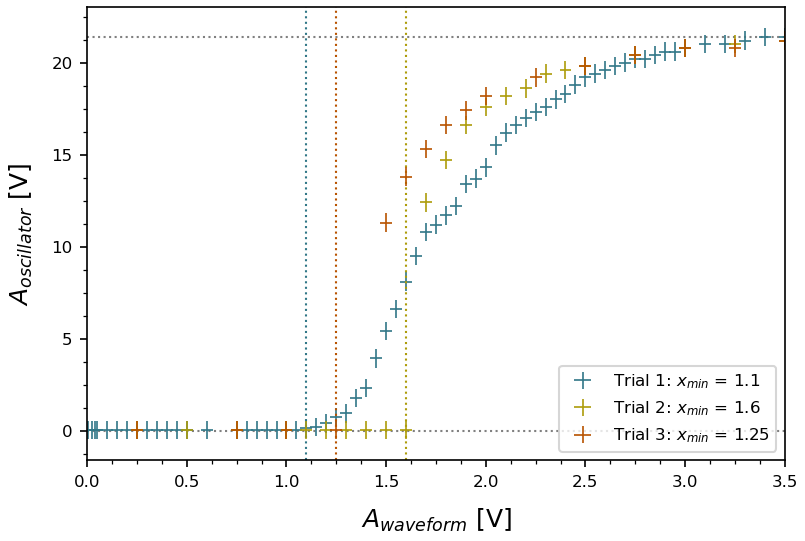 20
15
10
5
0
A_oscillator [V]
0.0 0.5 1.0 1.5 2.0 2.5 3.0 3.5
A_waveform [V]
Trial 1: x_min = 1.1
Trial 2: x_min = 1.6
Trial 3: x_min = 1.25